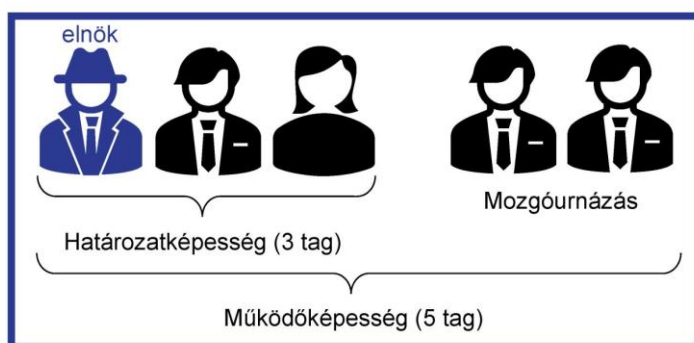 elnök
Mozgóurnázás
Határozatképesség (3 tag)
Működőképesség (5 tag)